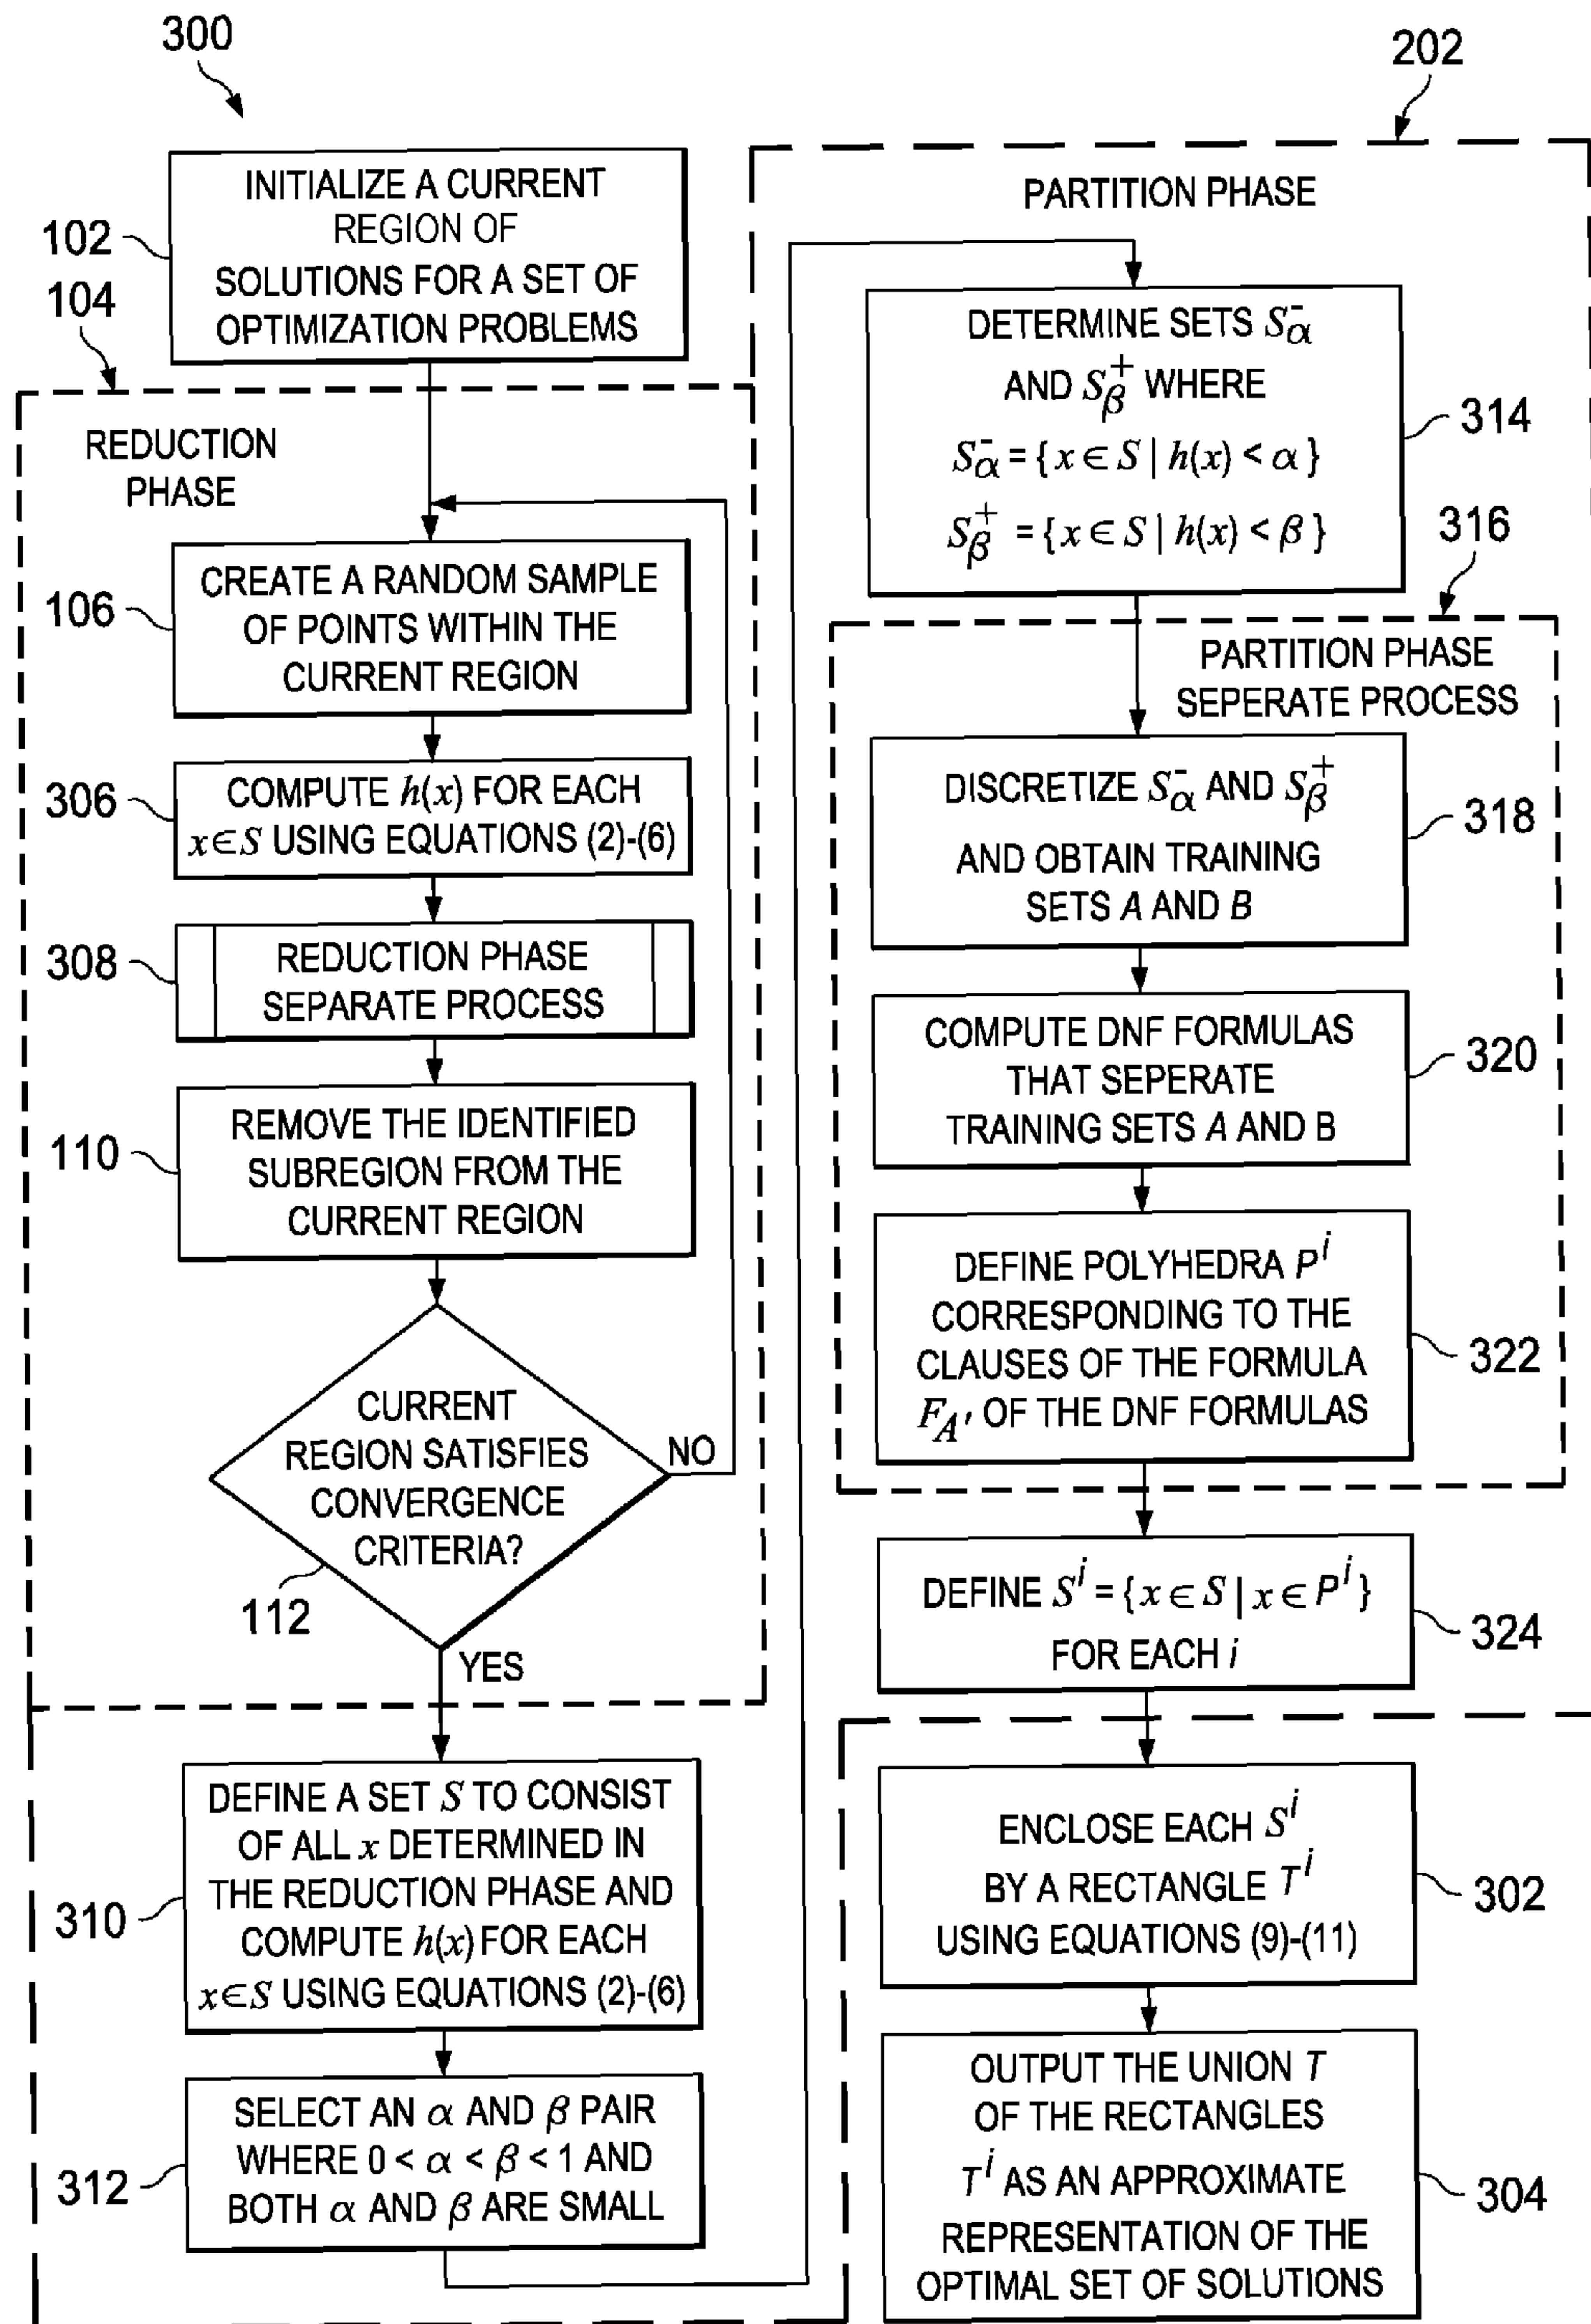 300
102
INITIALIZE A CURRENT
REGION OF
SOLUTIONS FOR A SET OF
OPTIMIZATION PROBLEMS
104
REDUCTION
PHASE
106
CREATE A RANDOM SAMPLE
OF POINTS WITHIN THE
CURRENT REGION
306
COMPUTE h(x) FOR EACH
x∈S USING EQUATIONS (2)-(6)
308
REDUCTION PHASE
SEPARATE PROCESS
110
REMOVE THE IDENTIFIED
SUBREGION FROM THE
CURRENT REGION
CURRENT
REGION SATISFIES
CONVERGENCE
CRITERIA?
NO
112
YES
310
DEFINE A SET S TO CONSIST
OF ALL x DETERMINED IN
THE REDUCTION PHASE AND
COMPUTE h(x) FOR EACH
x∈S USING EQUATIONS (2)-(6)
312
SELECT AN α AND β PAIR
WHERE 0 < α < β < 1 AND
BOTH α AND β ARE SMALL
202
PARTITION PHASE
DETERMINE SETS S_α^-
AND S_β^+ WHERE
S_α^- = {x ∈ S | h(x) < α}
S_β^+ = {x ∈ S | h(x) < β}
314
316
PARTITION PHASE
SEPERATE PROCESS
DISCRETIZE S_α^- AND S_β^+
AND OBTAIN TRAINING
SETS A AND B
318
COMPUTE DNF FORMULAS
THAT SEPERATE
TRAINING SETS A AND B
320
DEFINE POLYHEDRA P^i
CORRESPONDING TO THE
CLAUSES OF THE FORMULA
F_A' OF THE DNF FORMULAS
322
DEFINE S^i = {x ∈ S | x ∈ P^i}
FOR EACH i
324
ENCLOSE EACH S^i
BY A RECTANGLE T^i
USING EQUATIONS (9)-(11)
302
OUTPUT THE UNION T
OF THE RECTANGLES
T^i AS AN APPROXIMATE
REPRESENTATION OF THE
OPTIMAL SET OF SOLUTIONS
304